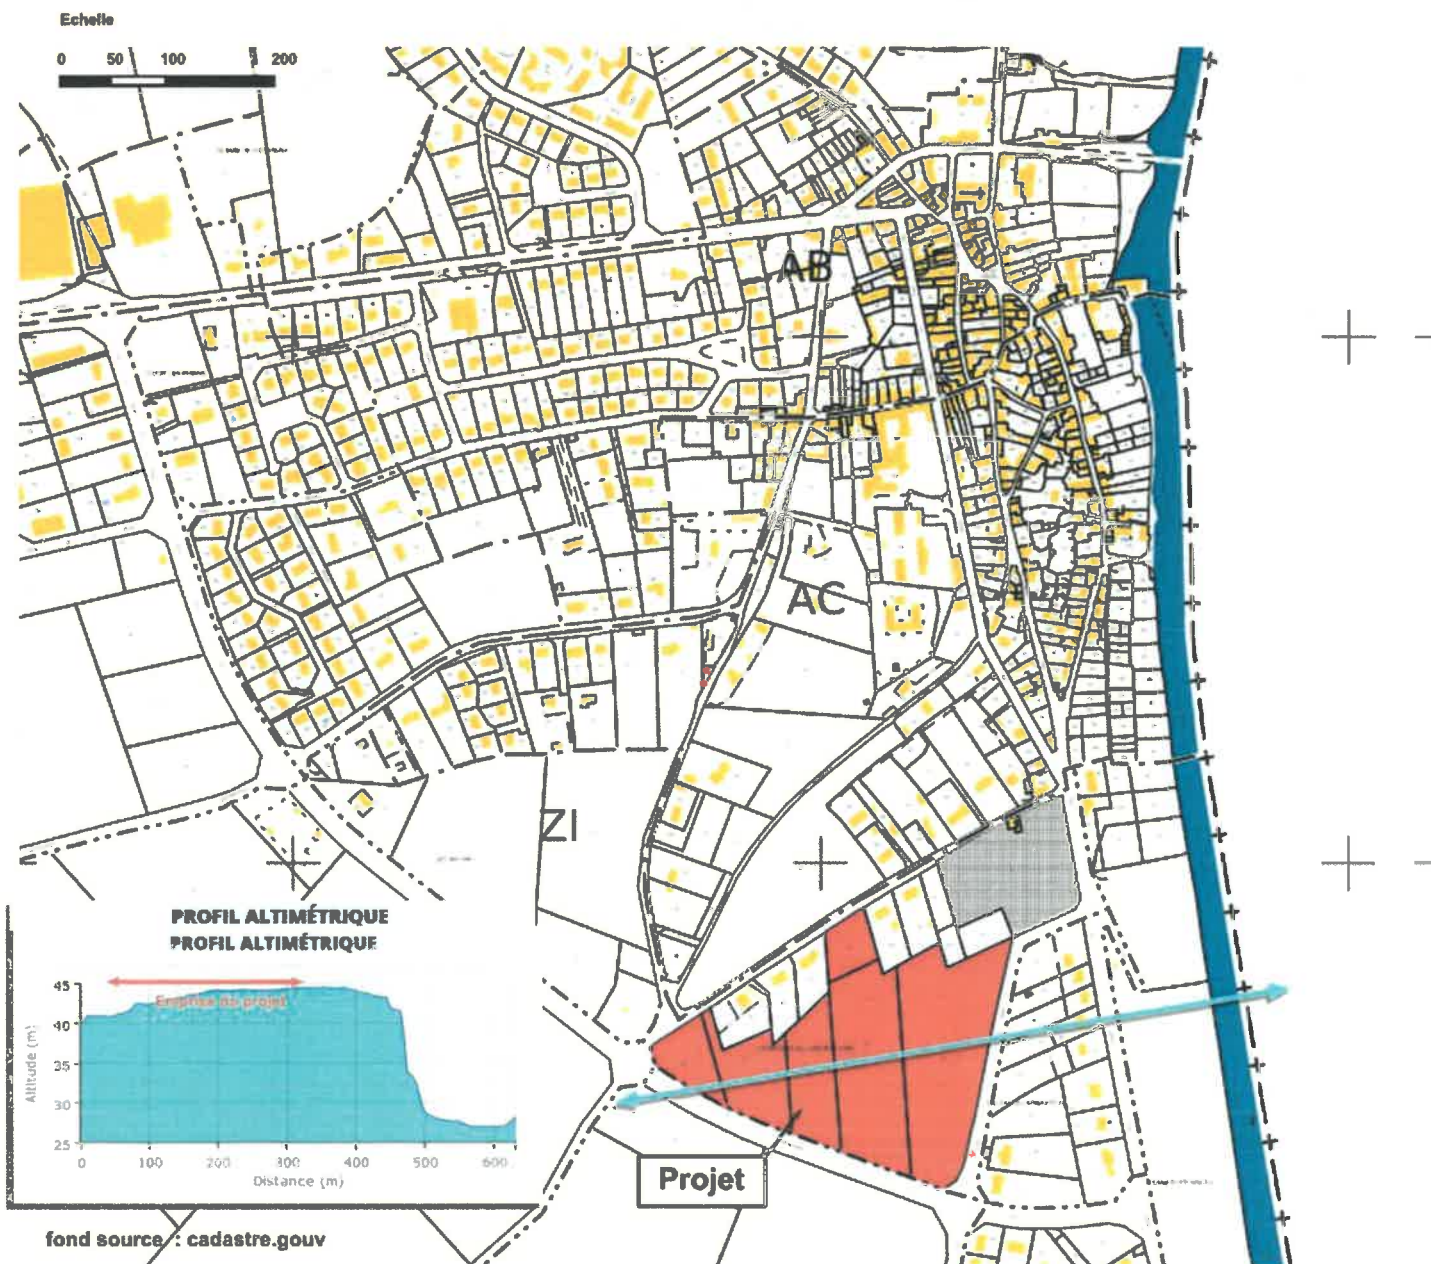 Echelle
0 50 100 200
AB
AC
ZI
PROFIL ALTIMÉTRIQUE
PROFIL ALTIMÉTRIQUE
Emprise du projet
Altitude (m)
45
40
35
30
25
0 100 200 300 400 500 600
Distance (m)
Projet
fond source : cadastre.gouv